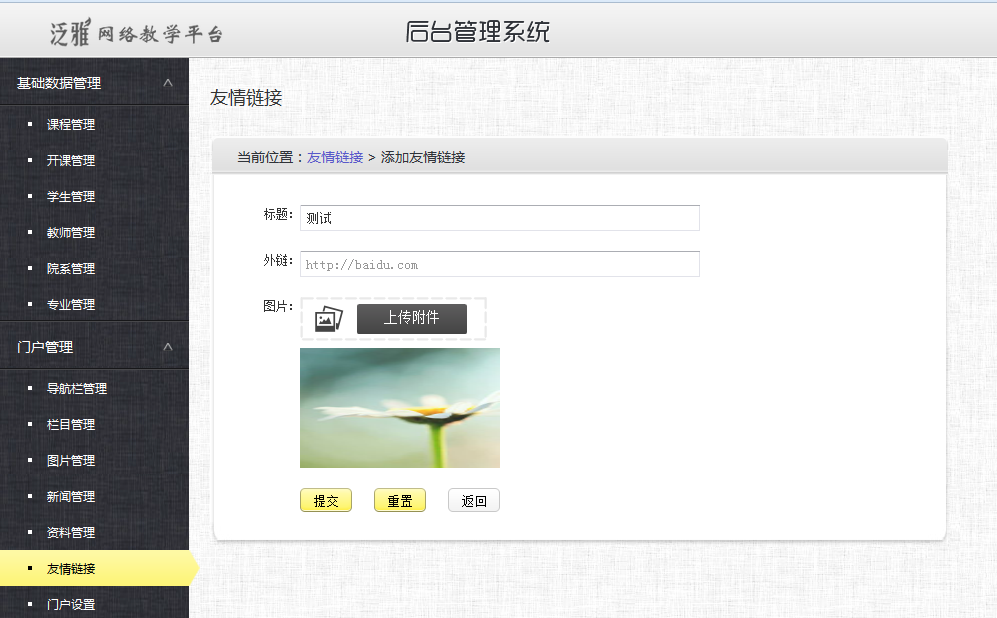 泛雅 网络教学平台
后台管理系统
基础数据管理
课程管理
开课管理
学生管理
教师管理
院系管理
专业管理
门户管理
导航栏管理
栏目管理
图片管理
新闻管理
资料管理
友情链接
门户设置
友情链接
当前位置：友情链接 > 添加友情链接
标题: 测试
外链: http://baidu.com
图片: 上传附件
提交 重置 返回